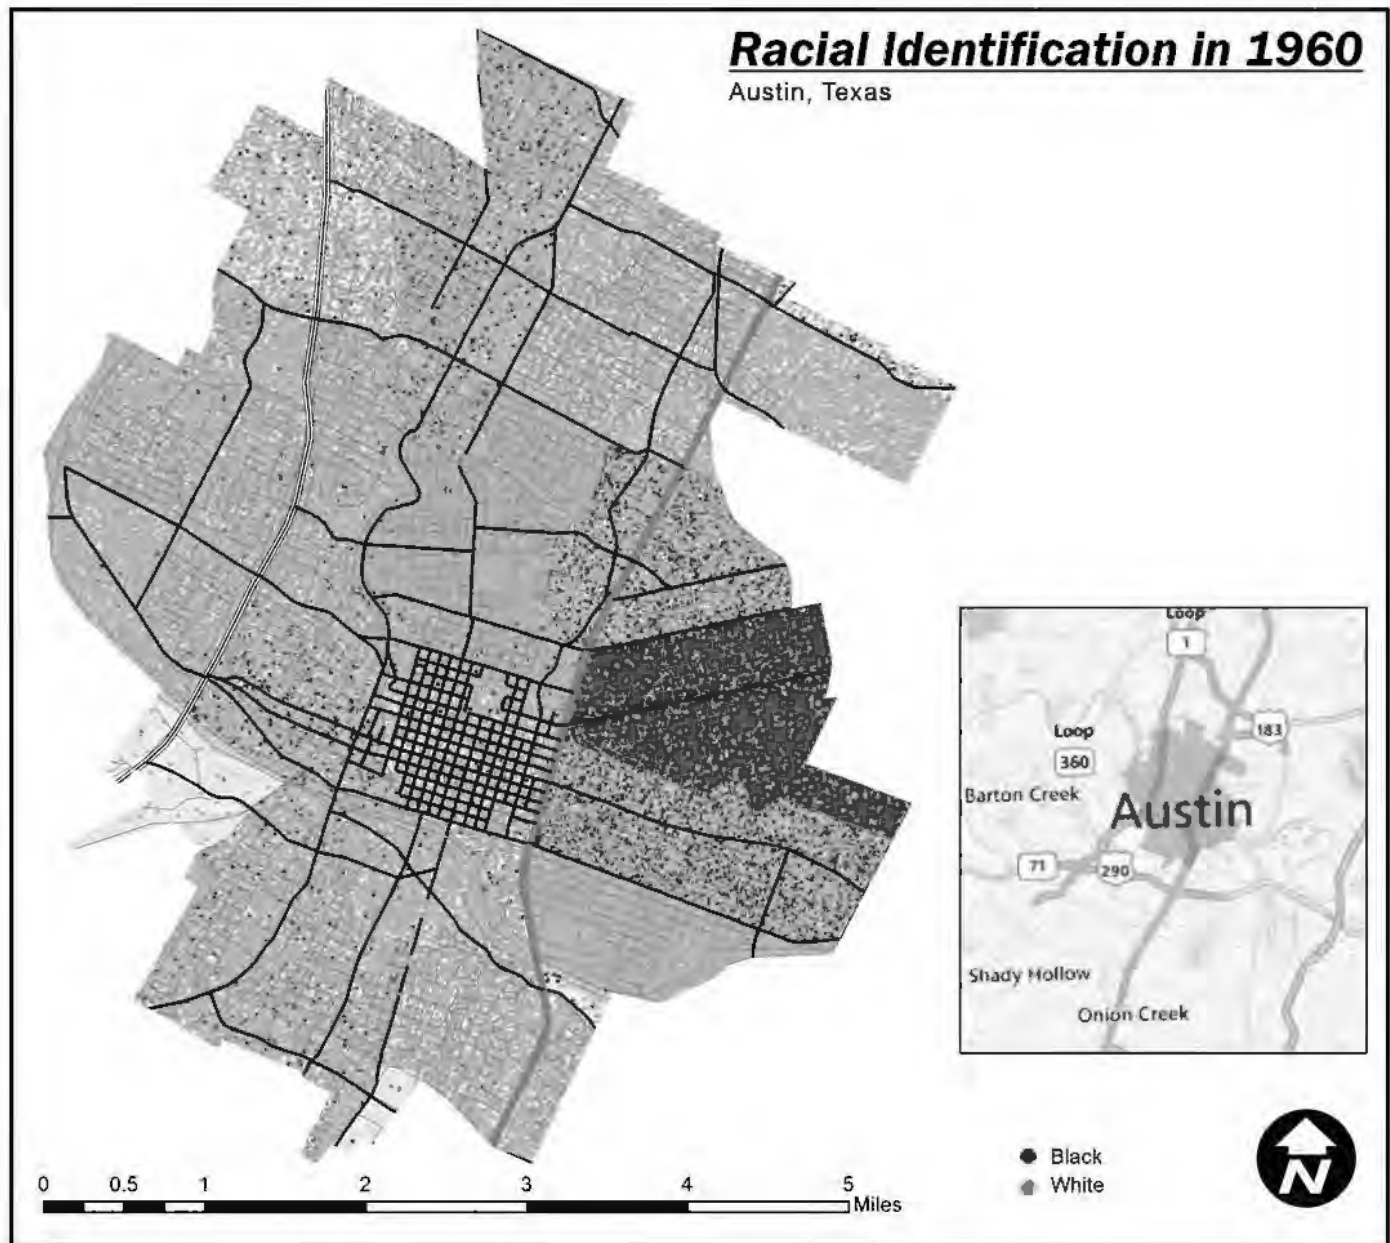 Racial Identification in 1960
Austin, Texas
Loop
1
Loop
360
183
Barton Creek
Austin
71
290
Shady Hollow
Onion Creek
Black
White
N
0 0.5 1 2 3 4 5
Miles